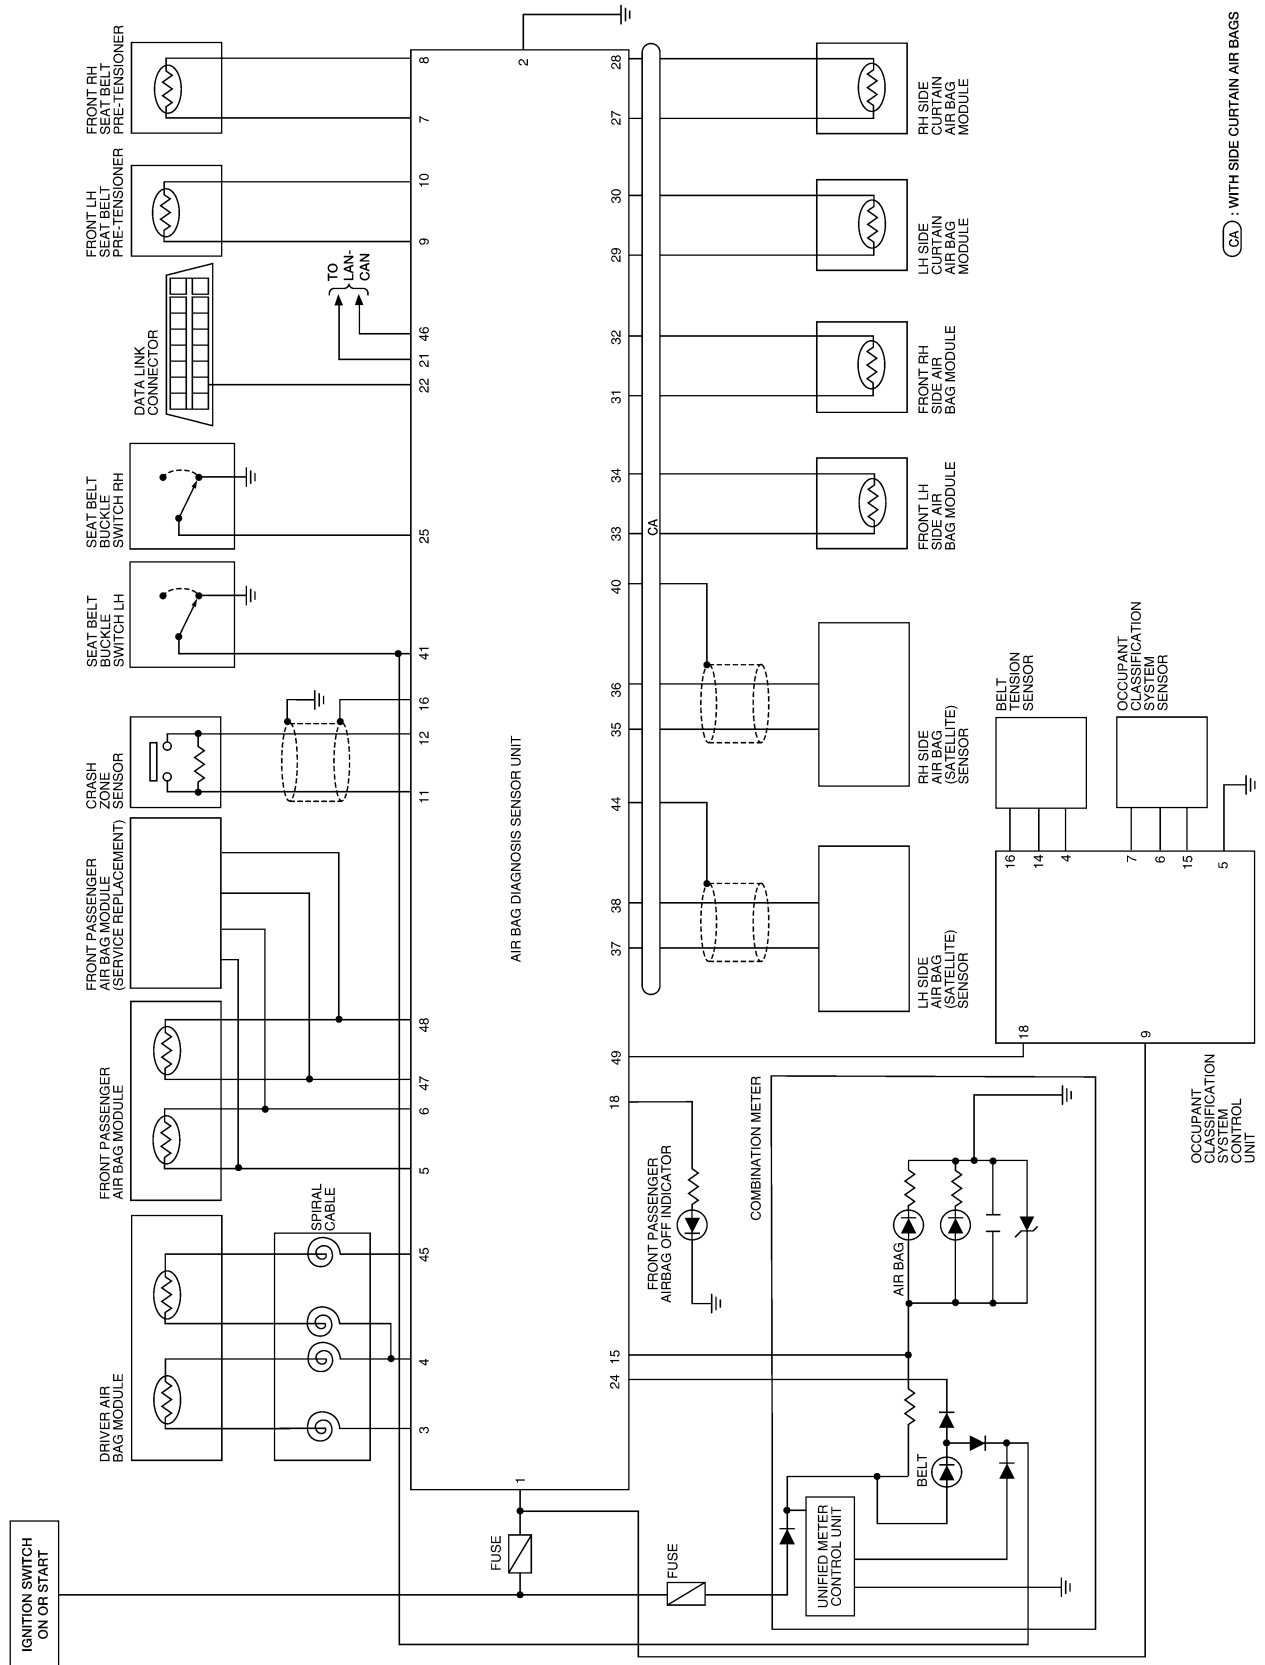 IGNITION SWITCH
ON OR START
FUSE
FUSE
DRIVER AIR
BAG MODULE
SPIRAL
CABLE
FRONT PASSENGER
AIR BAG MODULE
FRONT PASSENGER
AIR BAG MODULE
(SERVICE REPLACEMENT)
CRASH
ZONE
SENSOR
SEAT BELT
BUCKLE
SWITCH LH
SEAT BELT
BUCKLE
SWITCH RH
DATA LINK
CONNECTOR
TO
LAN-
CAN
FRONT LH
SEAT BELT
PRE-TENSIONER
FRONT RH
SEAT BELT
PRE-TENSIONER
1
3
4
45
5
6
47
48
11
12
16
41
25
22
21
46
9
10
7
8
2
AIR BAG DIAGNOSIS SENSOR UNIT
24
15
18
49
37
38
44
35
36
40
33
34
31
32
29
30
27
28
CA
UNIFIED METER
CONTROL UNIT
BELT
AIR BAG
COMBINATION METER
FRONT PASSENGER
AIRBAG OFF INDICATOR
LH SIDE
AIR BAG
(SATELLITE)
SENSOR
RH SIDE
AIR BAG
(SATELLITE)
SENSOR
FRONT LH
SIDE AIR
BAG MODULE
FRONT RH
SIDE AIR
BAG MODULE
LH SIDE
CURTAIN
AIR BAG
MODULE
RH SIDE
CURTAIN
AIR BAG
MODULE
OCCUPANT
CLASSIFICATION
SYSTEM
CONTROL
UNIT
18
9
16
14
4
7
6
15
5
BELT
TENSION
SENSOR
OCCUPANT
CLASSIFICATION
SYSTEM
SENSOR
CA : WITH SIDE CURTAIN AIR BAGS